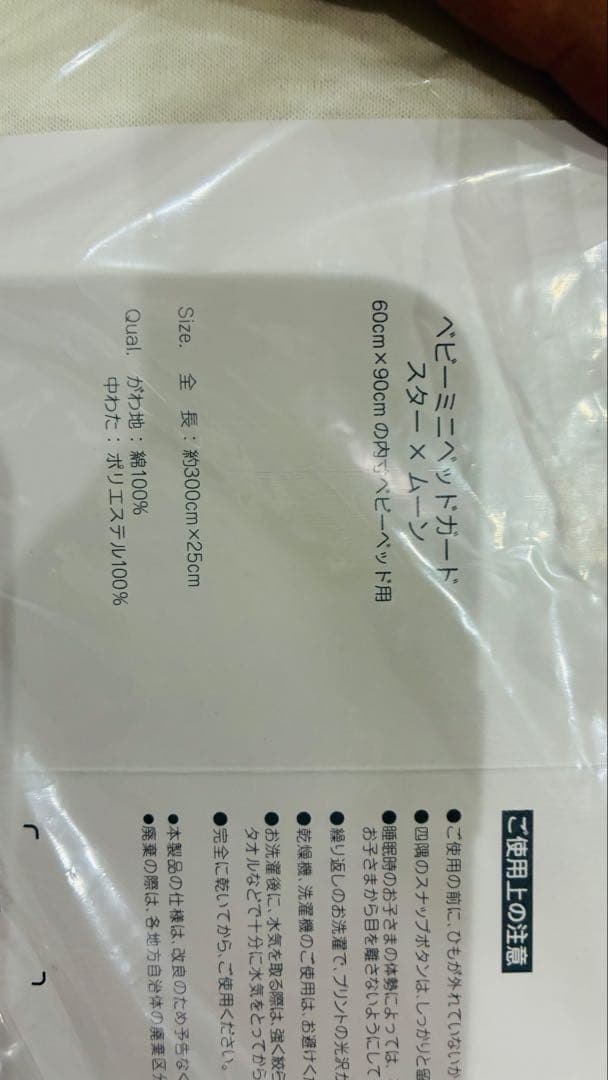 ベビーミニベッドガード
スター×ムーン
60cm×90cm の内寸ベビーベッド用
Size. 全 長：約300cm×25cm
Qual. がわ地：綿100%
中わた：ポリエステル100%
ご使用上の注意
●ご使用の前に、ひもが外れていないか
●四隅のスナップボタンは、しっかりと留
●睡眠時のお子さまの体勢によっては、
お子さまから目を離さないようにして
●繰り返しのお洗濯で、プリントの光沢が
●乾燥機、洗濯機のご使用は、お避けくだ
●お洗濯後に、水気を取る際は、強く絞ら
タオルなどで十分に水気をとってから
●完全に乾いてから、ご使用ください。
●本製品の仕様は、改良のため予告なく
●廃棄の際は、各地方自治体の廃棄区分